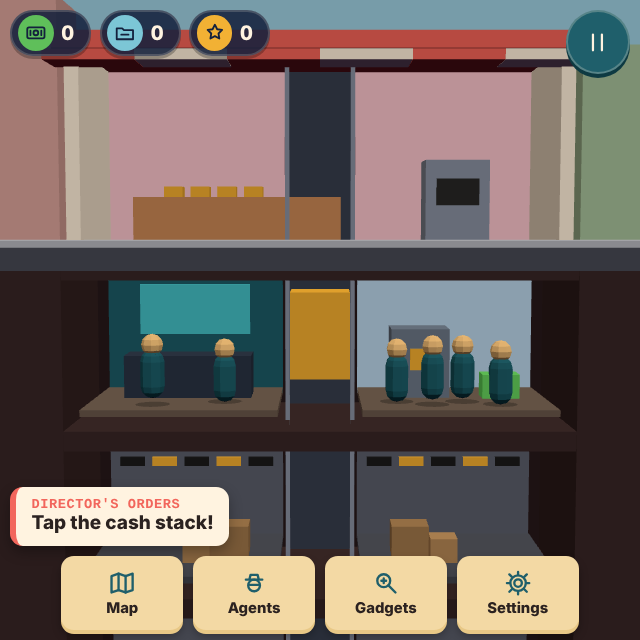 0
0
0
DIRECTOR'S ORDERS
Tap the cash stack!
Map
Agents
Gadgets
Settings